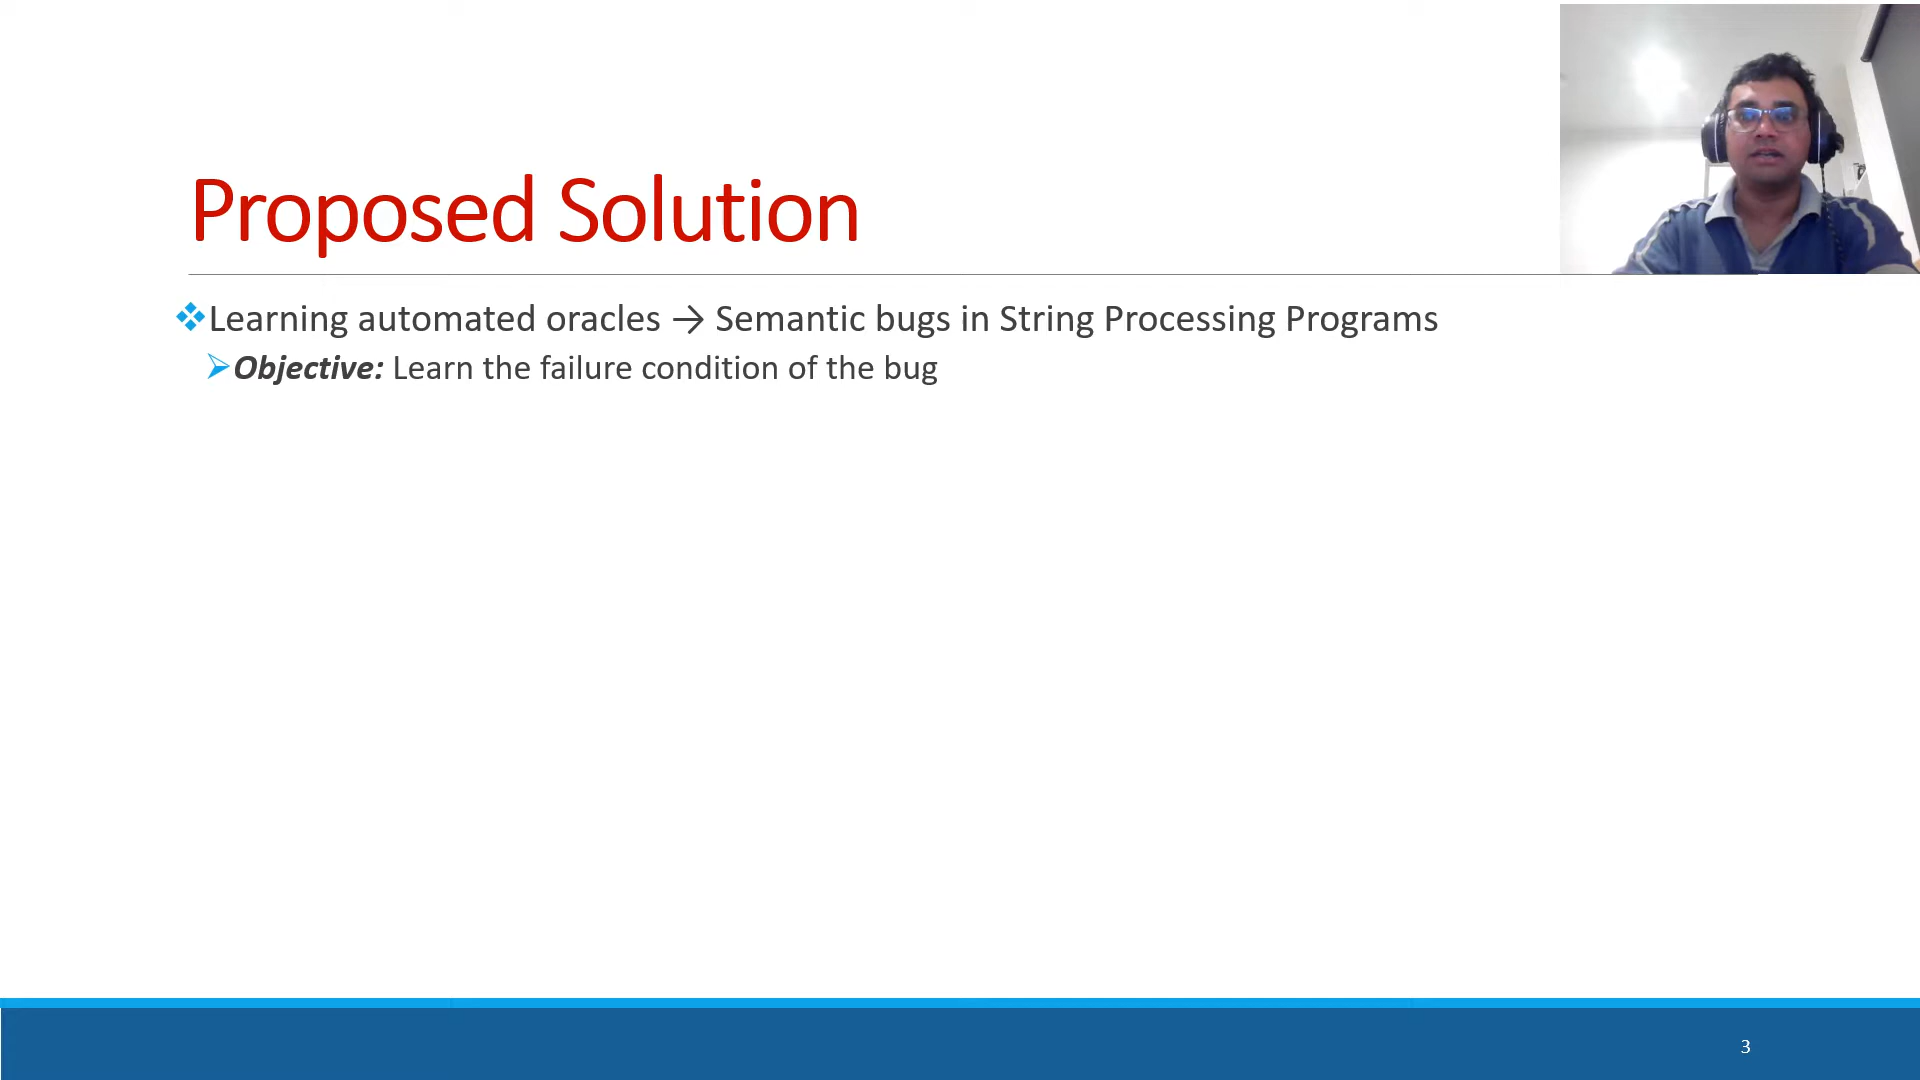 Proposed Solution
Learning automated oracles → Semantic bugs in String Processing Programs
Objective: Learn the failure condition of the bug
3